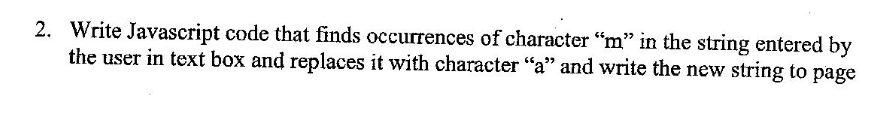 2. Write Javascript code that finds occurrences of character “m” in the string entered by
the user in text box and replaces it with character “a” and write the new string to page